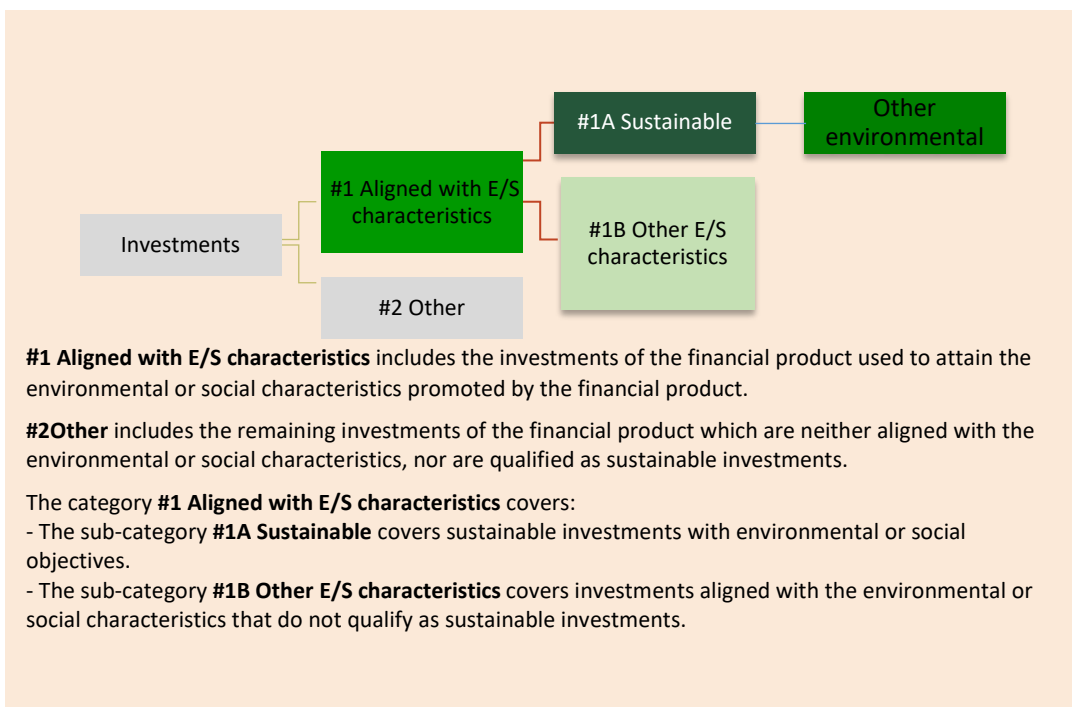 #1A Sustainable
Other
environmental
#1 Aligned with E/S
characteristics
#1B Other E/S
characteristics
Investments
#2 Other
#1 Aligned with E/S characteristics includes the investments of the financial product used to attain the
environmental or social characteristics promoted by the financial product.
#2Other includes the remaining investments of the financial product which are neither aligned with the
environmental or social characteristics, nor are qualified as sustainable investments.
The category #1 Aligned with E/S characteristics covers:
- The sub-category #1A Sustainable covers sustainable investments with environmental or social
objectives.
- The sub-category #1B Other E/S characteristics covers investments aligned with the environmental or
social characteristics that do not qualify as sustainable investments.